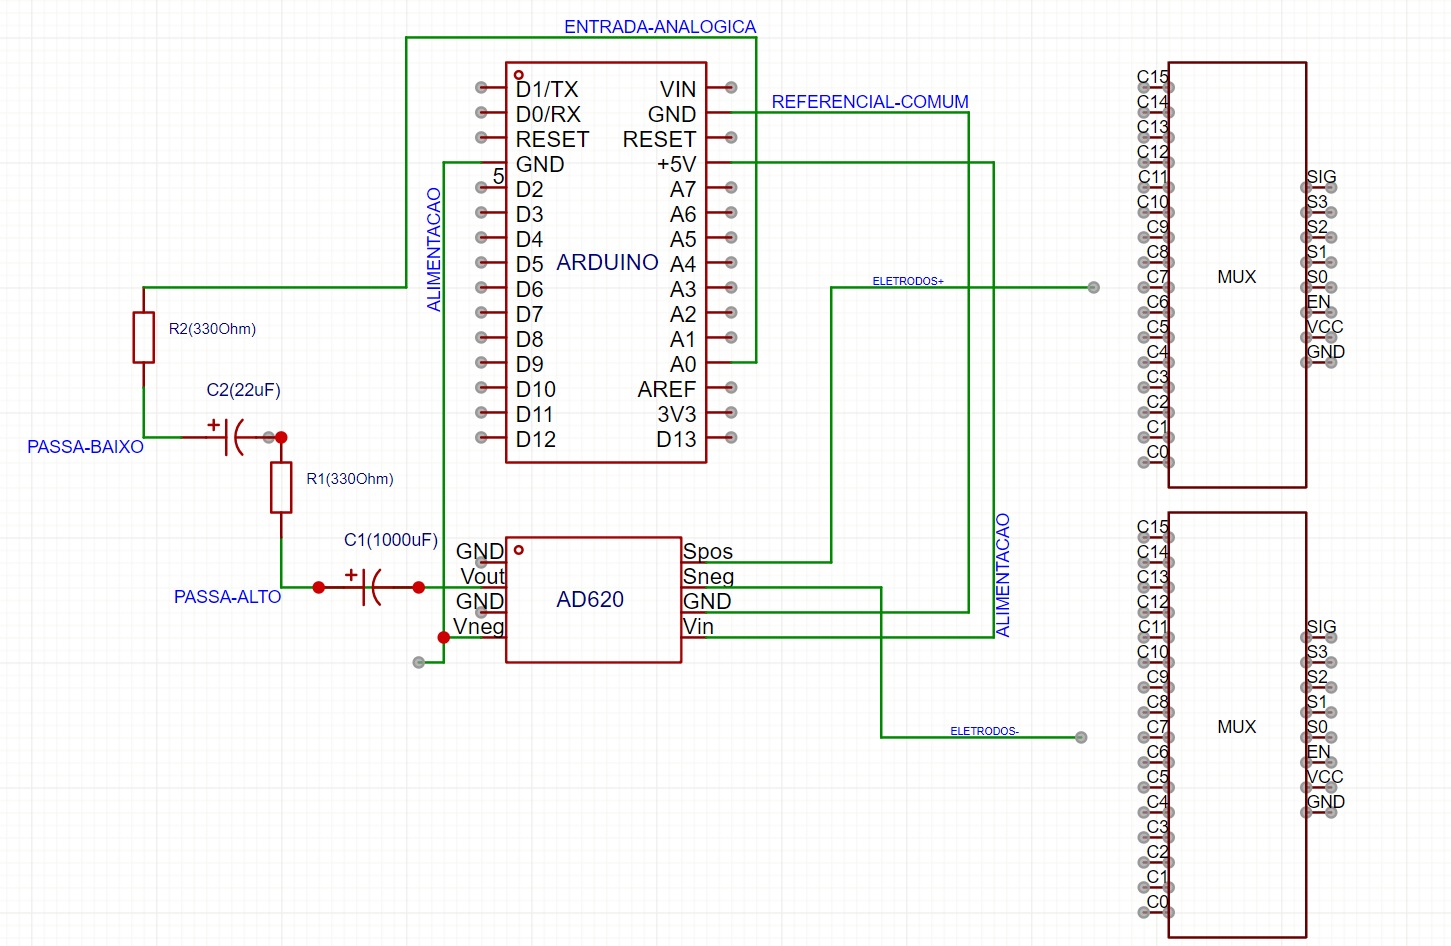 ENTRADA-ANALOGICA
D1/TX
D0/RX
RESET
GND
5
D2
D3
D4
D5
D6
D7
D8
D9
D10
D11
D12
ARDUINO
VIN
GND
RESET
+5V
A7
A6
A5
A4
A3
A2
A1
A0
AREF
3V3
D13
REFERENCIAL-COMUM
ALIMENTACAO
ELETRODOS+
R2(330Ohm)
C2(22uF)
+
PASSA-BAIXO
R1(330Ohm)
C1(1000uF)
+
PASSA-ALTO
GND
Vout
GND
Vneg
AD620
Spos
Sneg
GND
Vin
ALIMENTACAO
ELETRODOS-
C15
C14
C13
C12
C11
C10
C9
C8
C7
C6
C5
C4
C3
C2
C1
C0
MUX
SIG
S3
S2
S1
S0
EN
VCC
GND
C15
C14
C13
C12
C11
C10
C9
C8
C7
C6
C5
C4
C3
C2
C1
C0
MUX
SIG
S3
S2
S1
S0
EN
VCC
GND